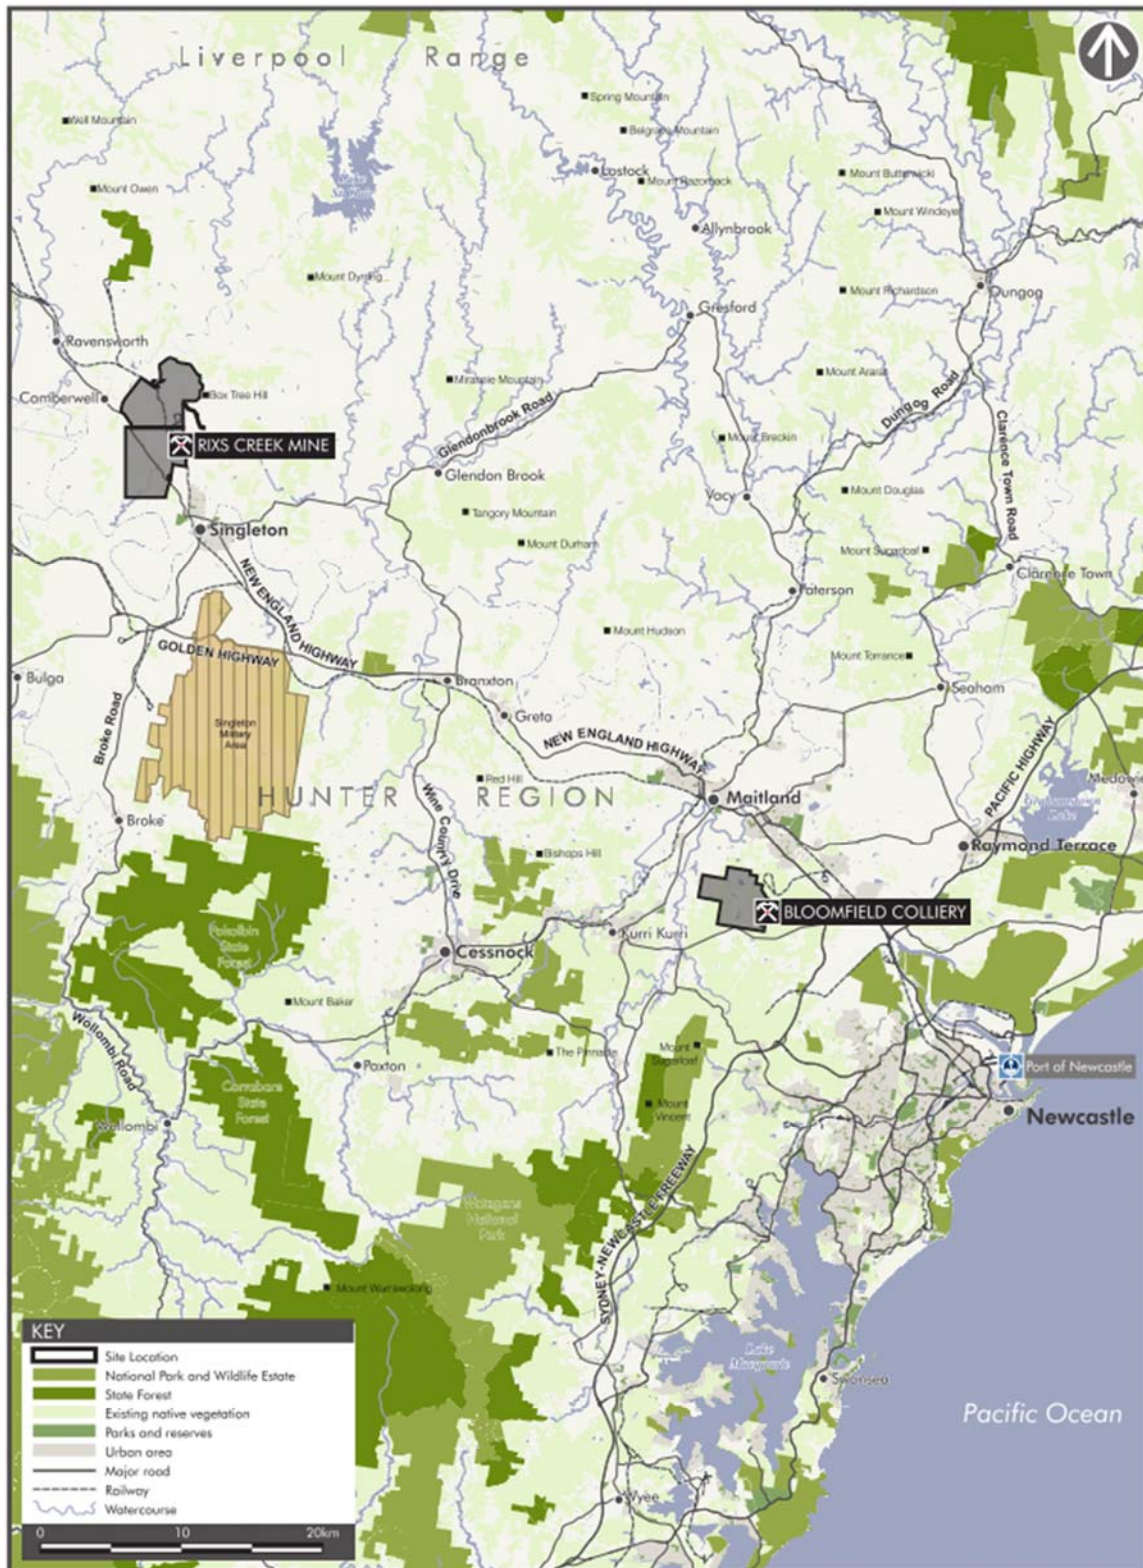 Liverpool Range
Spring Mountain
Well Mountain
Belgrave Mountain
Lostock
Mount Razorback
Mount Butterwicki
Mount Owen
Mount Windeyer
Allynbrook
Mount Dyrring
Mount Richardson
Dungog
Gresford
Ravensworth
Mount Ararat
Mirannie Mountain
Camberwell
Box Tree Hill
Dungog Road
Glendonbrook Road
Clarence Town Road
RIXS CREEK MINE
Mount Breckin
Glendon Brook
Vacy
Mount Douglas
Tangory Mountain
Singleton
Mount Durham
Mount Sugarloaf
Clarence Town
Paterson
NEW ENGLAND HIGHWAY
Mount Hudson
GOLDEN HIGHWAY
Mount Torrance
Bulga
Branxton
Seaham
Broke Road
Singleton
Military
Area
Greta
NEW ENGLAND HIGHWAY
PACIFIC HIGHWAY
Red Hill
Medowie
HUNTER REGION
Maitland
Wine Country Drive
Broke
Raymond Terrace
Bishops Hill
BLOOMFIELD COLLIERY
Pokolbin
State
Forest
Kurri Kurri
Cessnock
Mount Baker
Wollombi Road
The Pinnacle
Mount
Sugarloaf
Paxton
Port of Newcastle
Corrabare
State
Forest
Mount
Vincent
Newcastle
Wollombi
Watagans
National
Park
SYDNEY-NEWCASTLE FREEWAY
Mount Warrawolong
Lake
Macquarie
Swansea
Pacific Ocean
Wyee
KEY
Site Location
National Park and Wildlife Estate
State Forest
Existing native vegetation
Parks and reserves
Urban area
Major road
Railway
Watercourse
0 10 20km